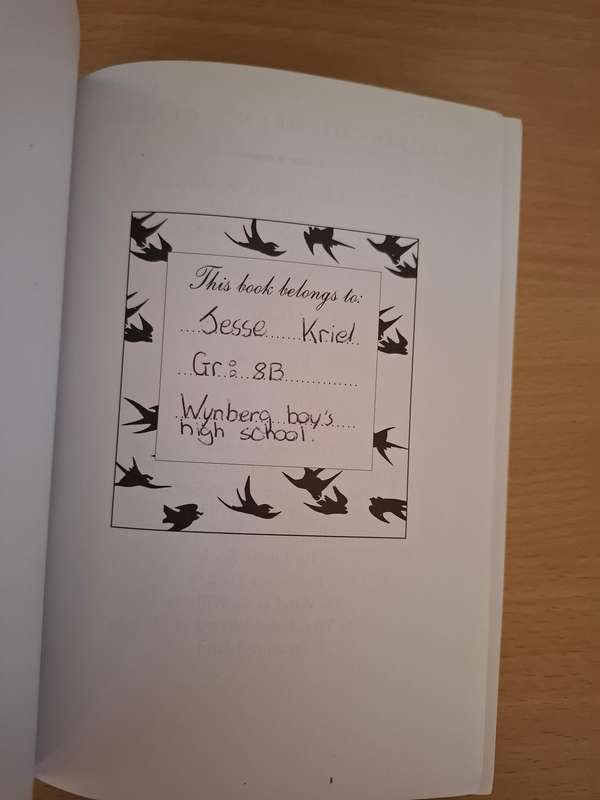 This book belongs to:
Jesse Kriel
Gr: 8B
Wynberg boy's
high school.